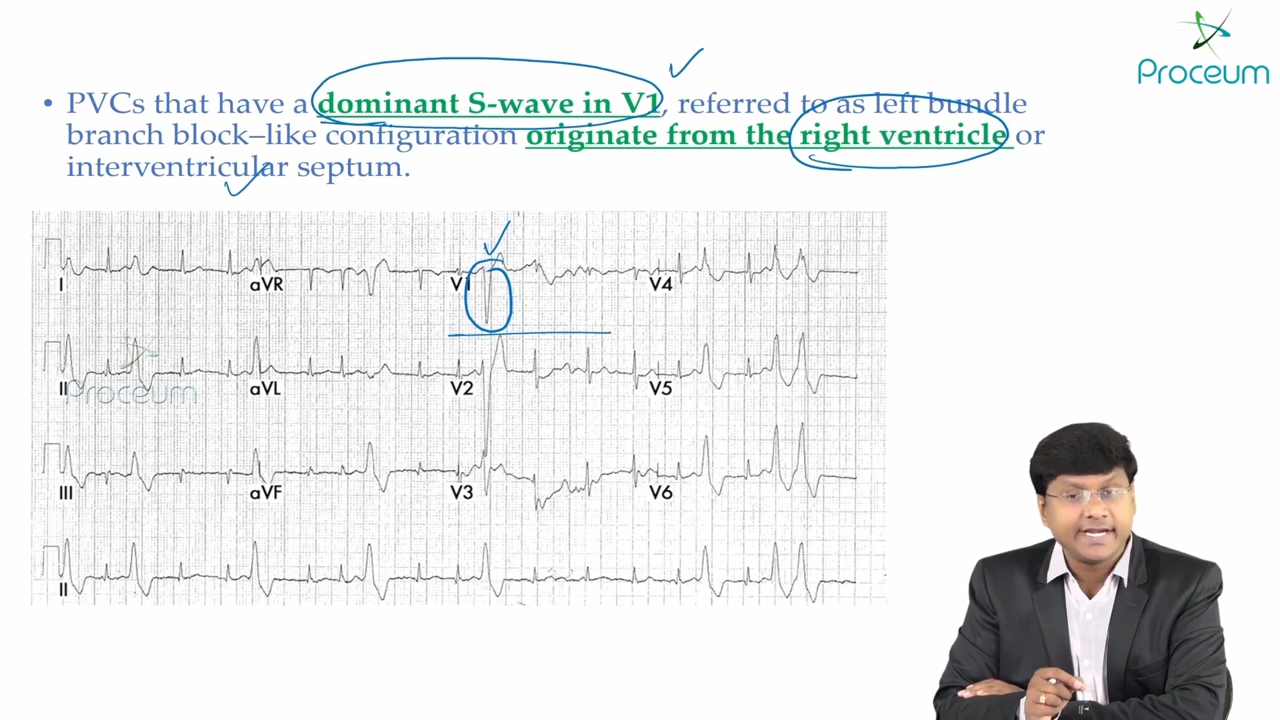 Proceum
• PVCs that have a dominant S-wave in V1, referred to as left bundle
branch block–like configuration originate from the right ventricle or
interventricular septum.
I aVR V1 V4
II aVL V2 V5
Proceum
III aVF V3 V6
II